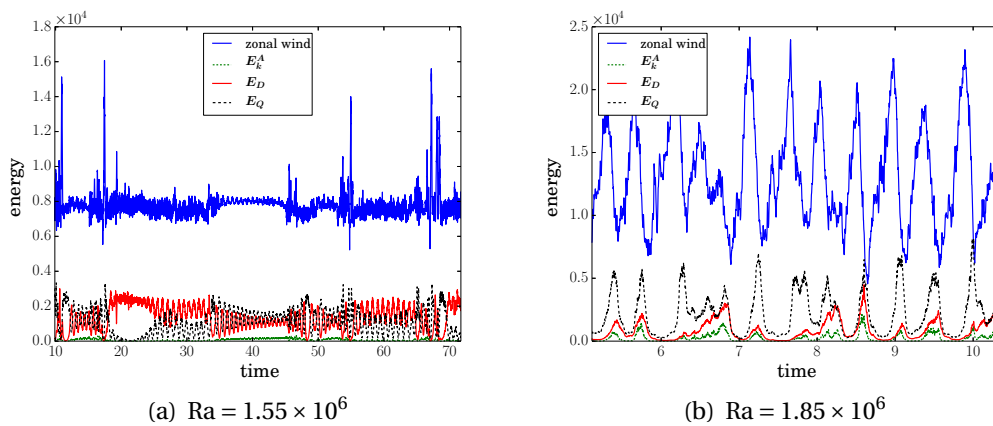 1.8 ×10⁴
1.6
1.4
1.2
1.0
0.8
0.6
0.4
0.2
0.0
energy
10 20 30 40 50 60 70
time
zonal wind
E_k^A
E_D
E_Q
(a) Ra = 1.55 × 10⁶
2.5 ×10⁴
2.0
1.5
1.0
0.5
0.0
energy
6 7 8 9 10
time
zonal wind
E_k^A
E_D
E_Q
(b) Ra = 1.85 × 10⁶